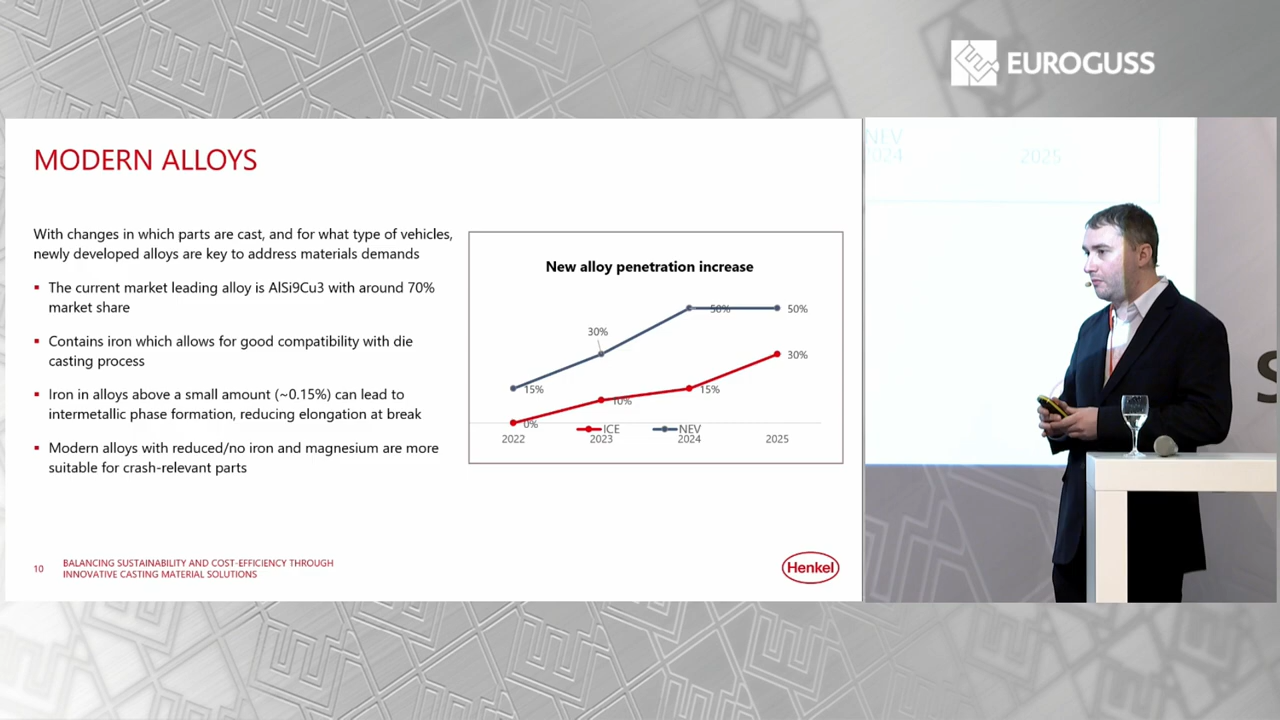 EUROGUSS
MODERN ALLOYS
With changes in which parts are cast, and for what type of vehicles,
newly developed alloys are key to address materials demands
▪ The current market leading alloy is AlSi9Cu3 with around 70%
market share
▪ Contains iron which allows for good compatibility with die
casting process
▪ Iron in alloys above a small amount (~0.15%) can lead to
intermetallic phase formation, reducing elongation at break
▪ Modern alloys with reduced/no iron and magnesium are more
suitable for crash-relevant parts
New alloy penetration increase
50%
50%
30%
30%
15%
15%
10%
0%
ICE
NEV
2022
2023
2024
2025
10
BALANCING SUSTAINABILITY AND COST-EFFICIENCY THROUGH
INNOVATIVE CASTING MATERIAL SOLUTIONS
Henkel
NEV
2024
2025
S